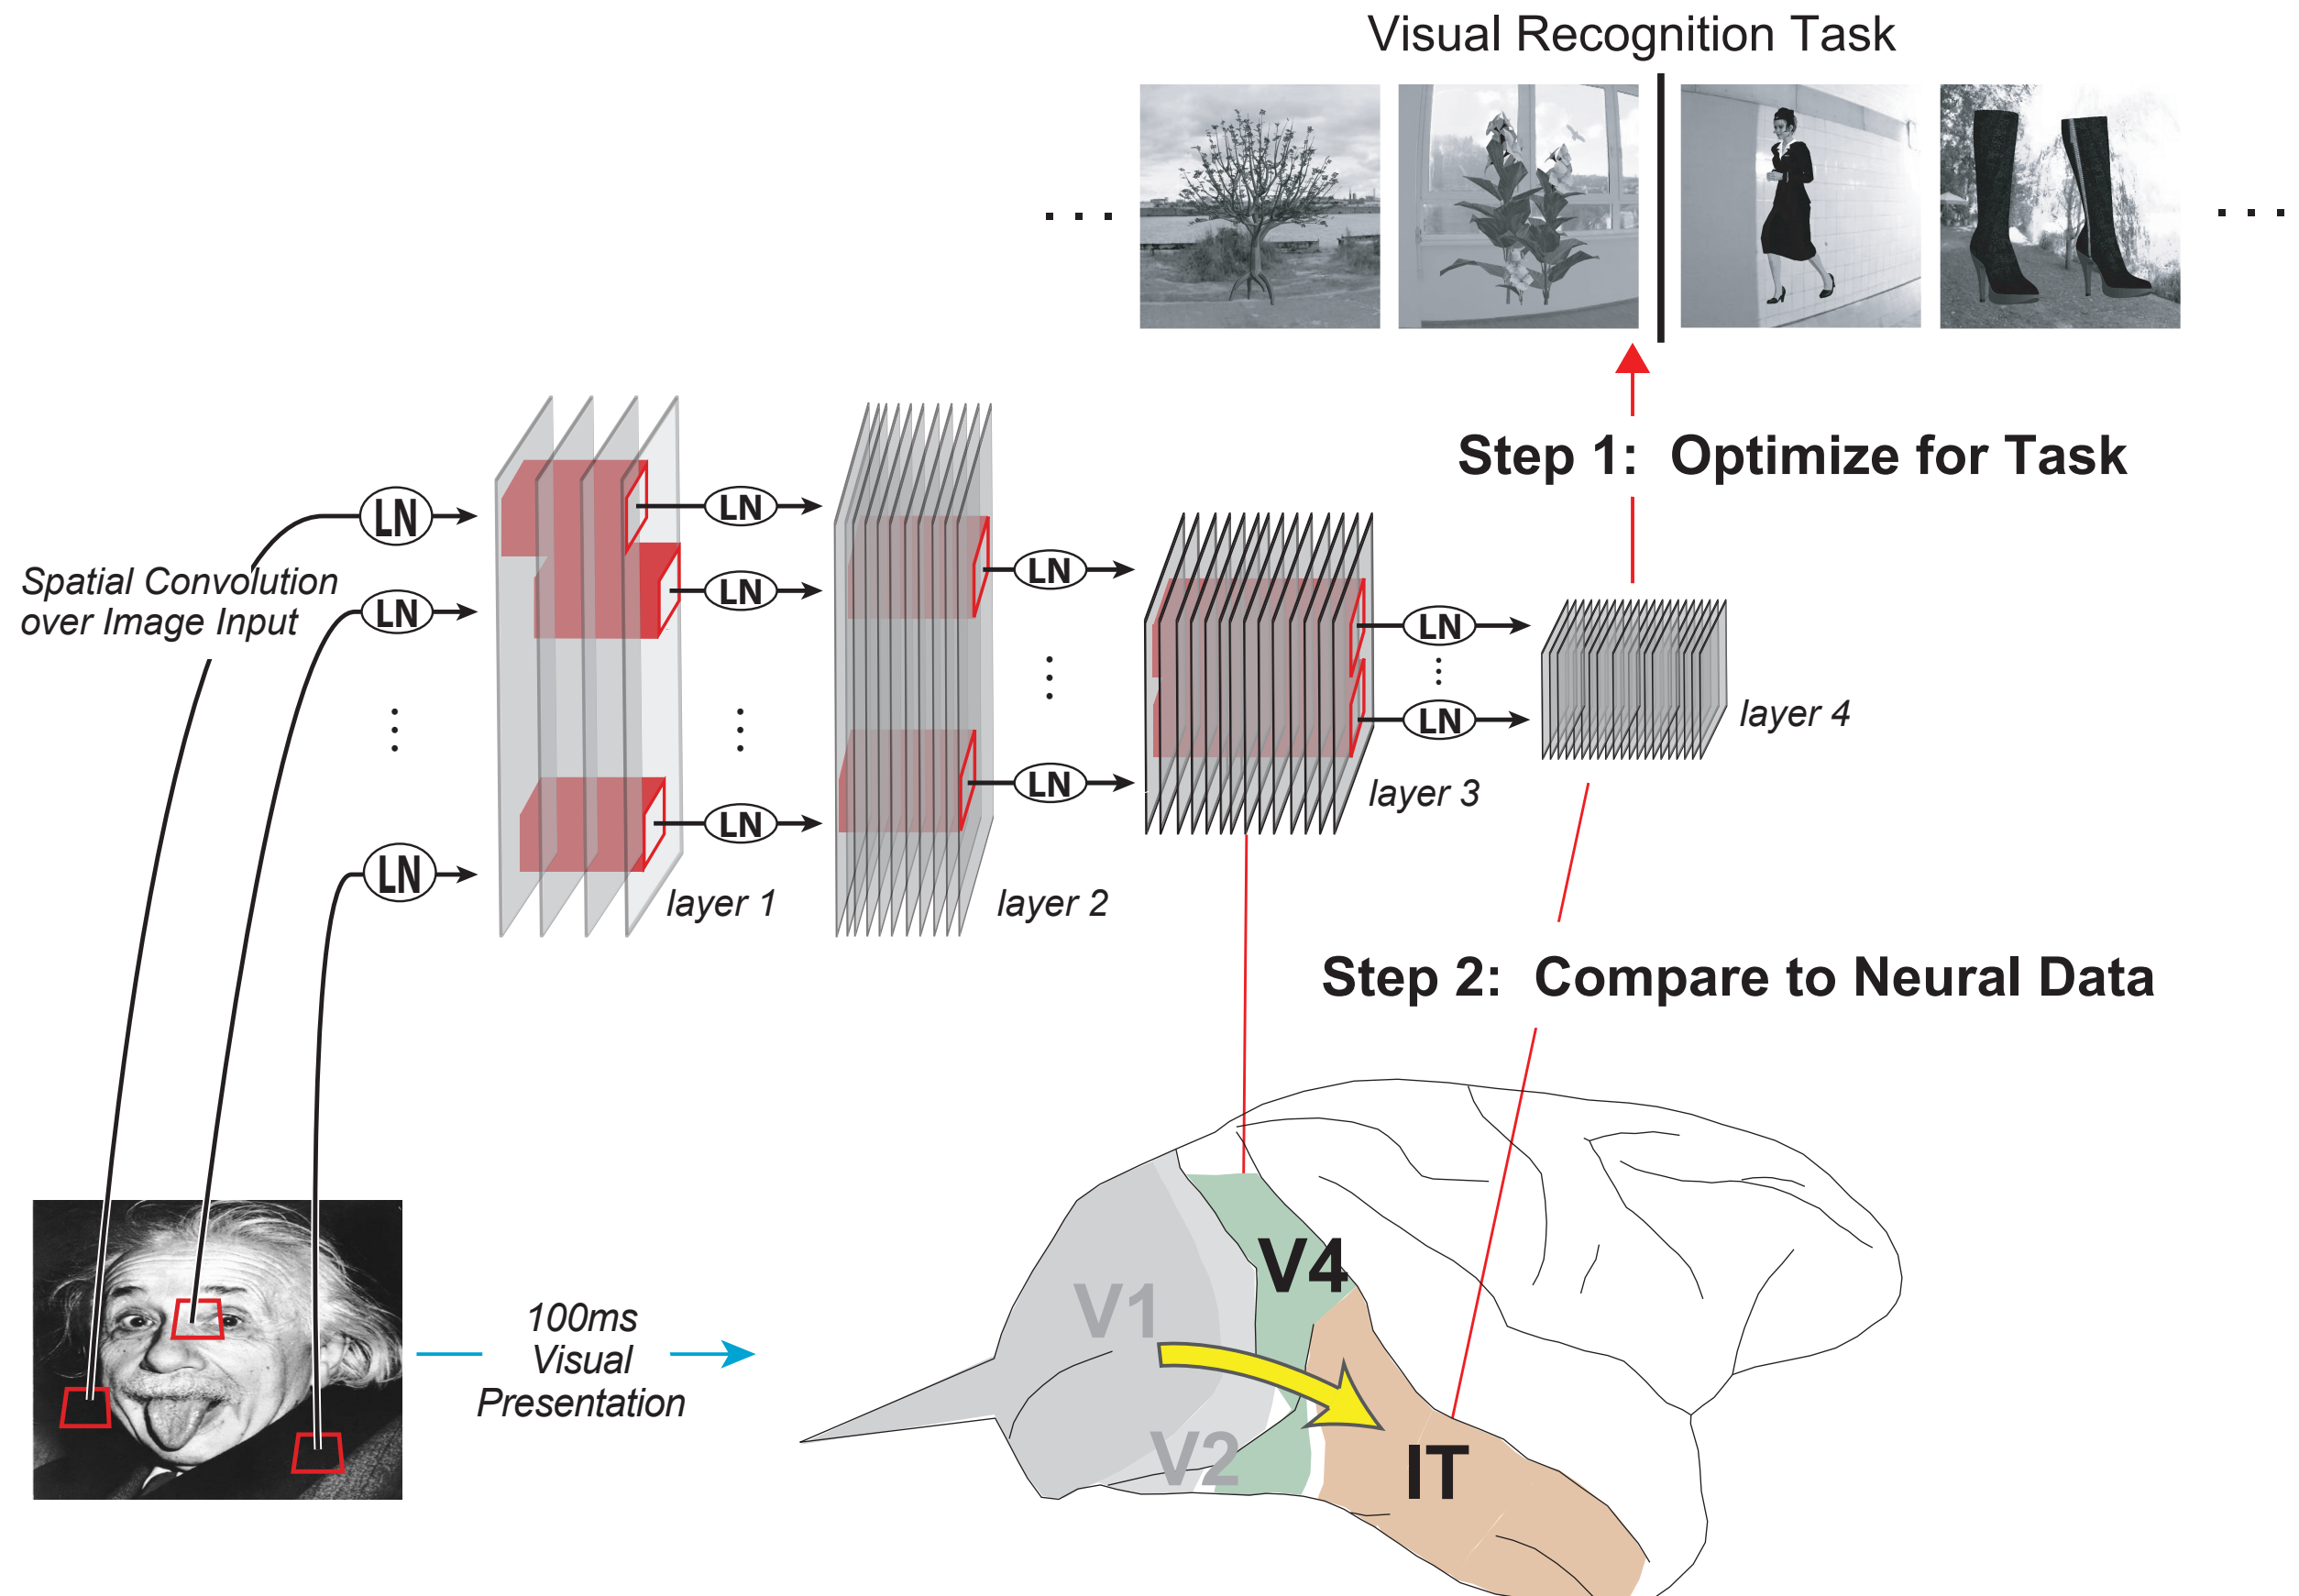 Visual Recognition Task
. . .
. . .
Step 1: Optimize for Task
LN
LN
LN
LN
LN
LN
LN
LN
LN
LN
Spatial Convolution
over Image Input
layer 1
layer 2
layer 3
layer 4
Step 2: Compare to Neural Data
100ms
Visual
Presentation
V1
V2
V4
IT